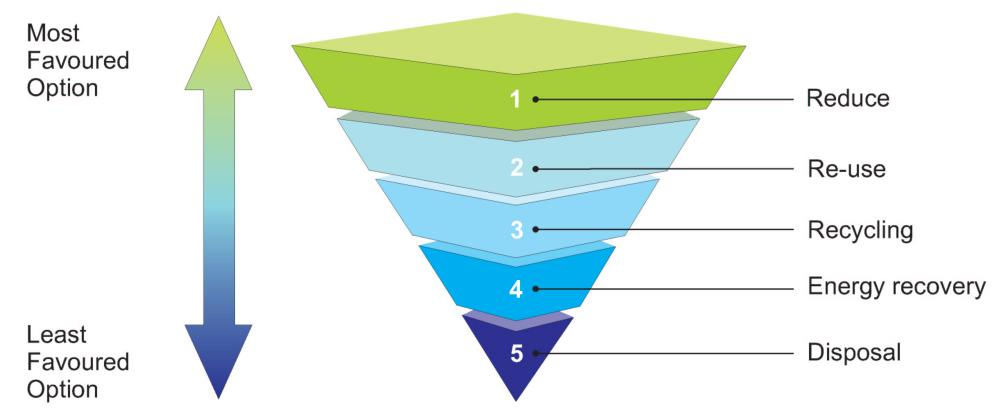 Most
Favoured
Option
1
Reduce
2
Re-use
3
Recycling
4
Energy recovery
5
Disposal
Least
Favoured
Option